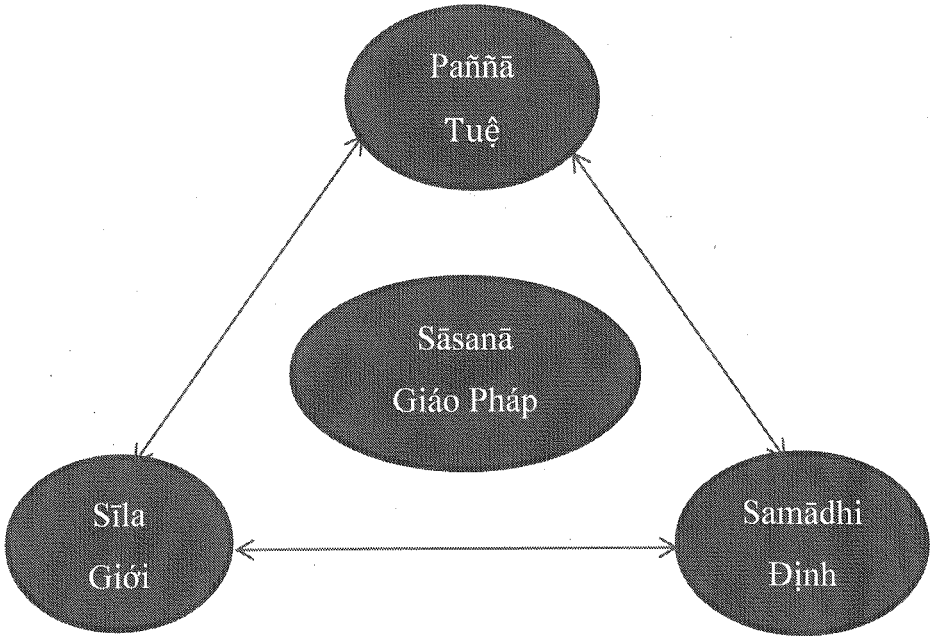 Paññā
Tuệ
Sāsanā
Giáo Pháp
Sīla
Giới
Samādhi
Định